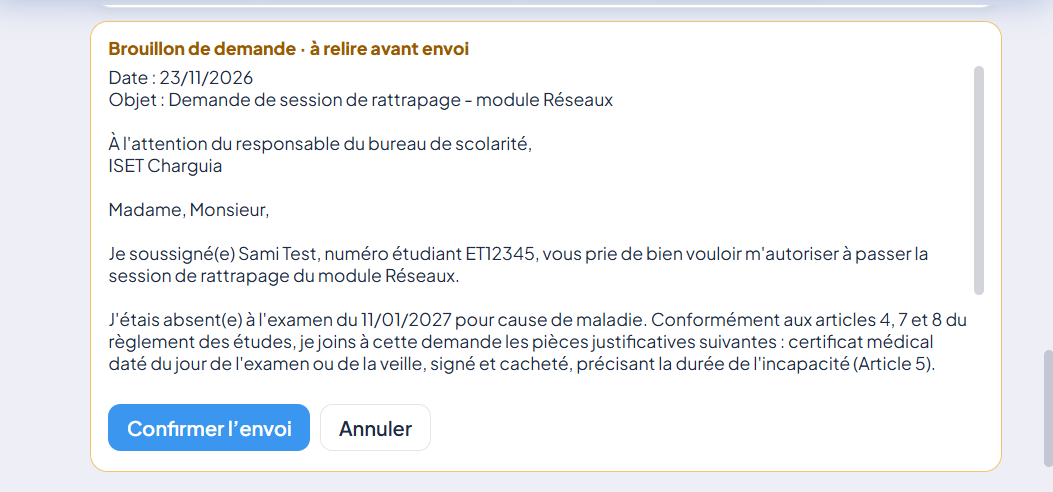 Brouillon de demande · à relire avant envoi
Date : 23/11/2026
Objet : Demande de session de rattrapage - module Réseaux
À l'attention du responsable du bureau de scolarité,
ISET Charguia
Madame, Monsieur,
Je soussigné(e) Sami Test, numéro étudiant ET12345, vous prie de bien vouloir m'autoriser à passer la
session de rattrapage du module Réseaux.
J'étais absent(e) à l'examen du 11/01/2027 pour cause de maladie. Conformément aux articles 4, 7 et 8 du
règlement des études, je joins à cette demande les pièces justificatives suivantes : certificat médical
daté du jour de l'examen ou de la veille, signé et cacheté, précisant la durée de l'incapacité (Article 5).
Confirmer l’envoi
Annuler